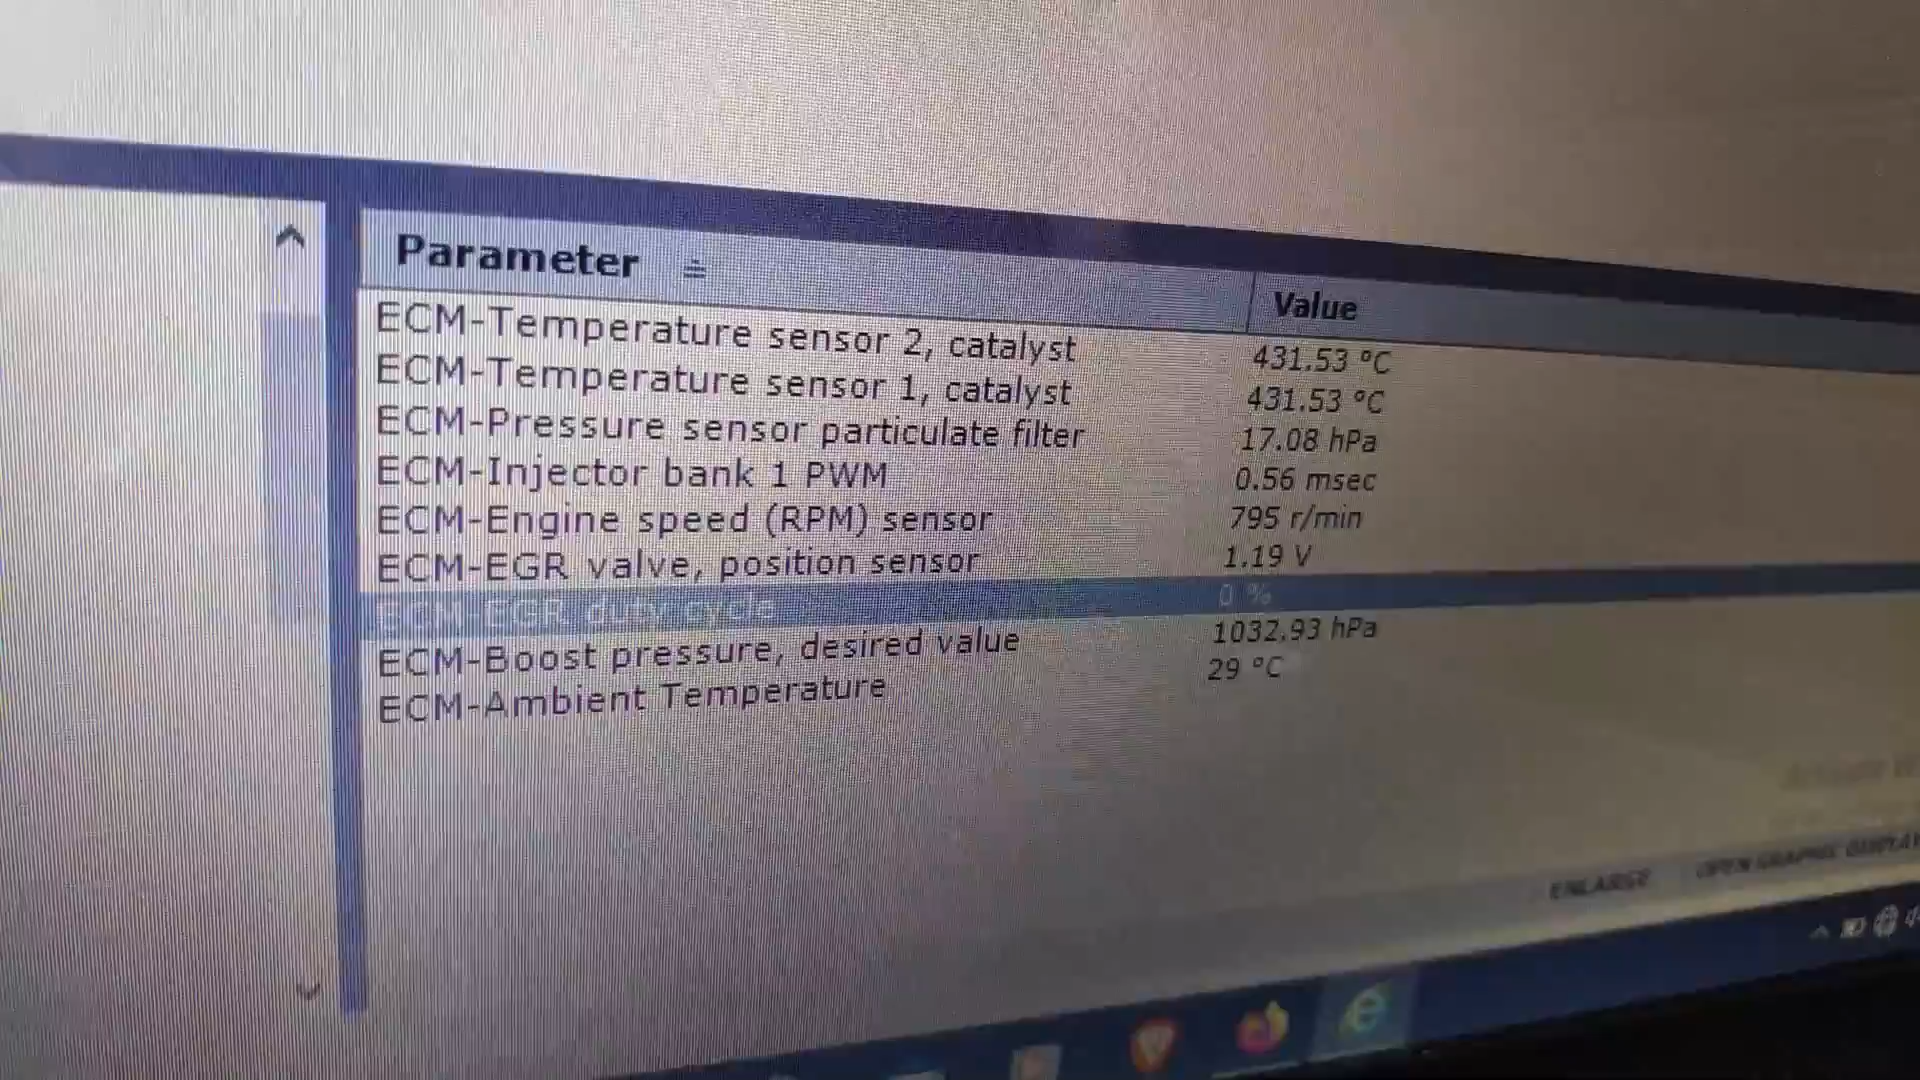 Parameter Value
ECM-Temperature sensor 2, catalyst 431.53 °C
ECM-Temperature sensor 1, catalyst 431.53 °C
ECM-Pressure sensor particulate filter 17.08 hPa
ECM-Injector bank 1 PWM 0.56 msec
ECM-Engine speed (RPM) sensor 795 r/min
ECM-EGR valve, position sensor 1.19 V
ECM-EGR duty cycle 0 %
ECM-Boost pressure, desired value 1032.93 hPa
ECM-Ambient Temperature 29 °C
ENLARGE OPEN GRAPHIC DISPLAY